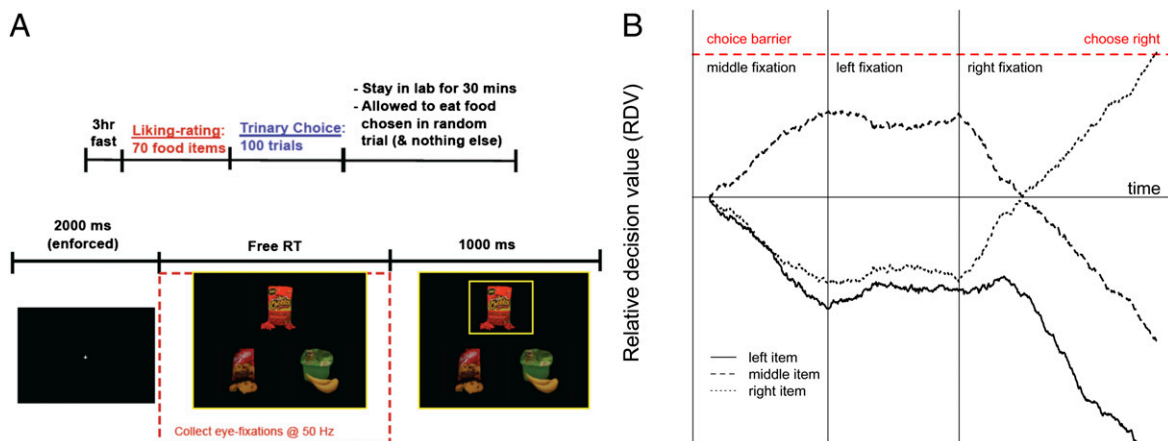 A
3hr
fast
Liking-rating:
70 food items
Trinary Choice:
100 trials
- Stay in lab for 30 mins
- Allowed to eat food
chosen in random
trial (& nothing else)
2000 ms
(enforced)
Free RT
1000 ms
Collect eye-fixations @ 50 Hz
B
Relative decision value (RDV)
choice barrier
choose right
middle fixation
left fixation
right fixation
time
left item
middle item
right item